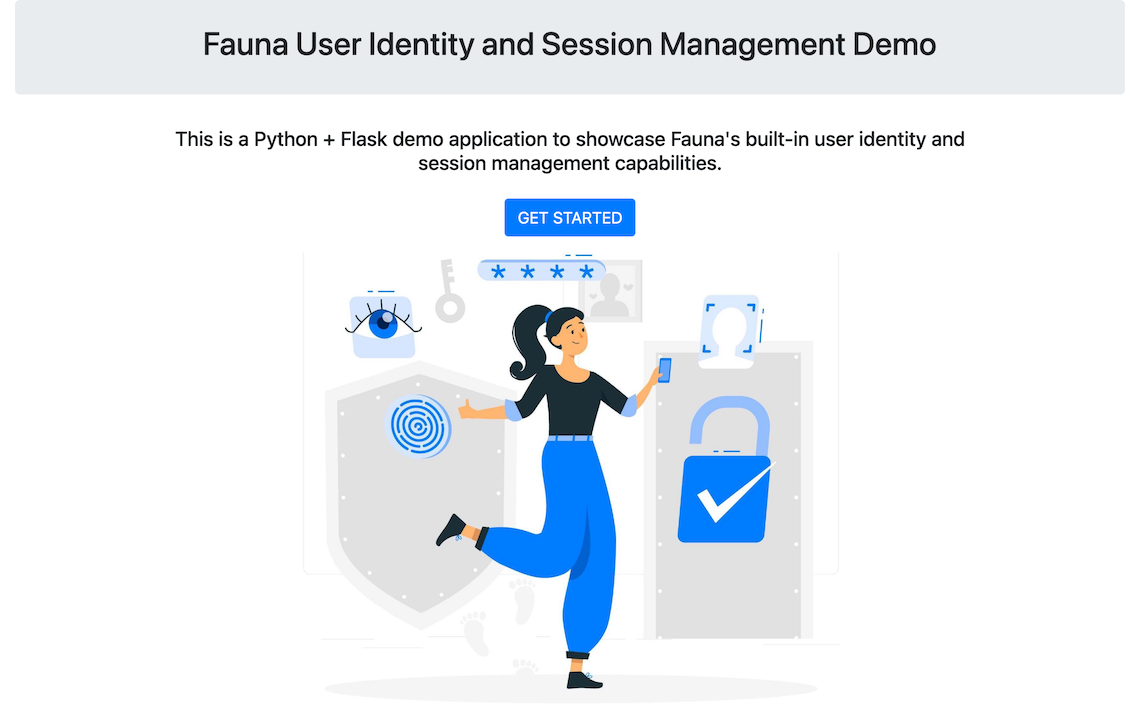 Fauna User Identity and Session Management Demo
This is a Python + Flask demo application to showcase Fauna's built-in user identity and
session management capabilities.
GET STARTED
* * * *